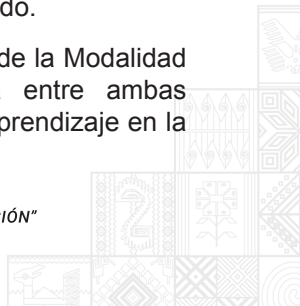 do.
de la Modalidad
entre ambas
prendizaje en la
IÓN"